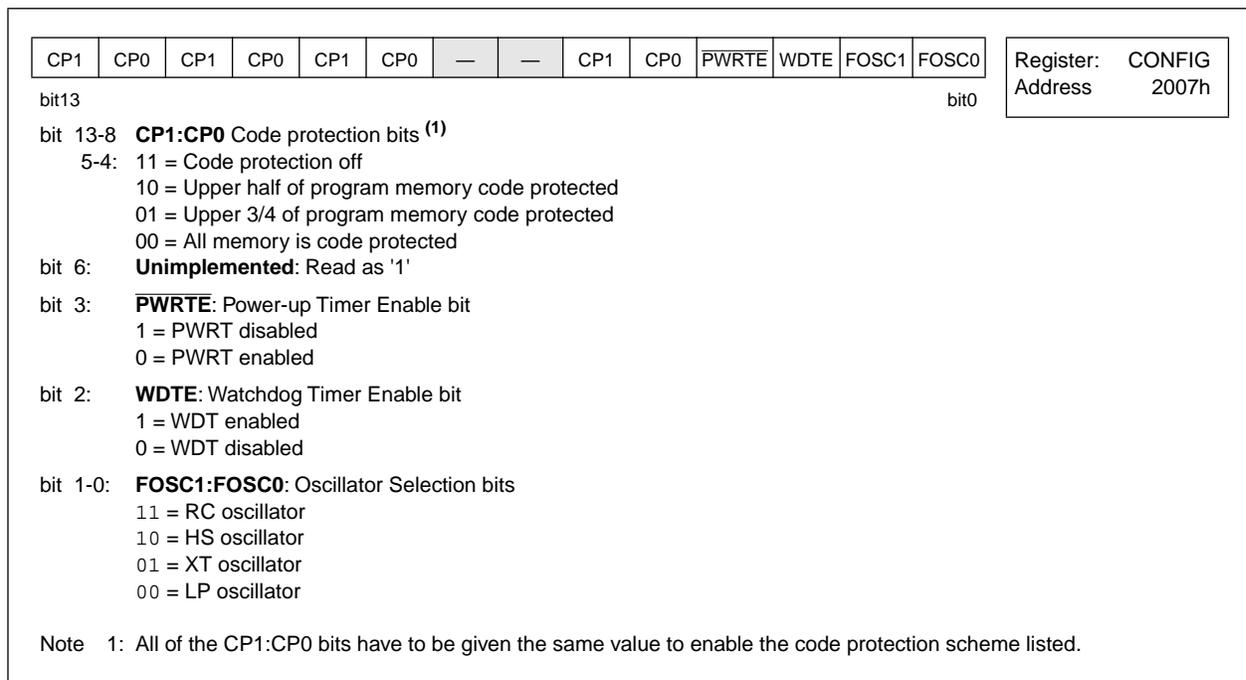 CP1 CP0 CP1 CP0 CP1 CP0 — — CP1 CP0 PWRTE WDTE FOSC1 FOSC0
bit13 bit0
Register: CONFIG
Address 2007h
bit 13-8 CP1:CP0 Code protection bits (1)
5-4: 11 = Code protection off
10 = Upper half of program memory code protected
01 = Upper 3/4 of program memory code protected
00 = All memory is code protected
bit 6: Unimplemented: Read as '1'
bit 3: PWRTE: Power-up Timer Enable bit
1 = PWRT disabled
0 = PWRT enabled
bit 2: WDTE: Watchdog Timer Enable bit
1 = WDT enabled
0 = WDT disabled
bit 1-0: FOSC1:FOSC0: Oscillator Selection bits
11 = RC oscillator
10 = HS oscillator
01 = XT oscillator
00 = LP oscillator
Note 1: All of the CP1:CP0 bits have to be given the same value to enable the code protection scheme listed.